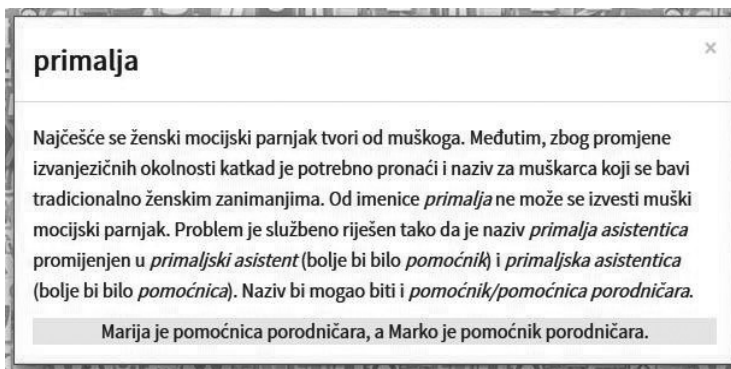 primalja
×
Najčešće se ženski mocijski parnjak tvori od muškoga. Međutim, zbog promjene
izvanjezičnih okolnosti katkad je potrebno pronaći i naziv za muškarca koji se bavi
tradicionalno ženskim zanimanjima. Od imenice primalja ne može se izvesti muški
mocijski parnjak. Problem je službeno riješen tako da je naziv primalja asistentica
promijenjen u primaljski asistent (bolje bi bilo pomoćnik) i primaljska asistentica
(bolje bi bilo pomoćnica). Naziv bi mogao biti i pomoćnik/pomoćnica porodničara.
Marija je pomoćnica porodničara, a Marko je pomoćnik porodničara.